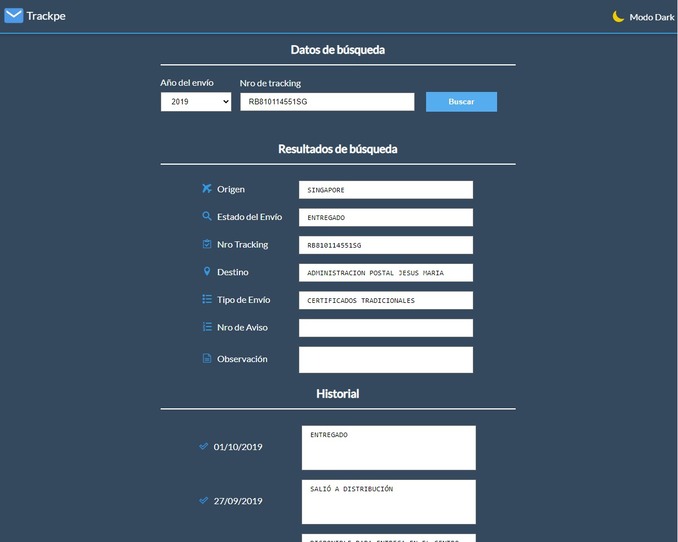 Trackpe
Modo Dark
Datos de búsqueda
Año del envío
Nro de tracking
2019
RB810114551SG
Buscar
Resultados de búsqueda
Origen
SINGAPORE
Estado del Envío
ENTREGADO
Nro Tracking
RB810114551SG
Destino
ADMINISTRACION POSTAL JESUS MARIA
Tipo de Envío
CERTIFICADOS TRADICIONALES
Nro de Aviso
Observación
Historial
01/10/2019
ENTREGADO
27/09/2019
SALIÓ A DISTRIBUCIÓN